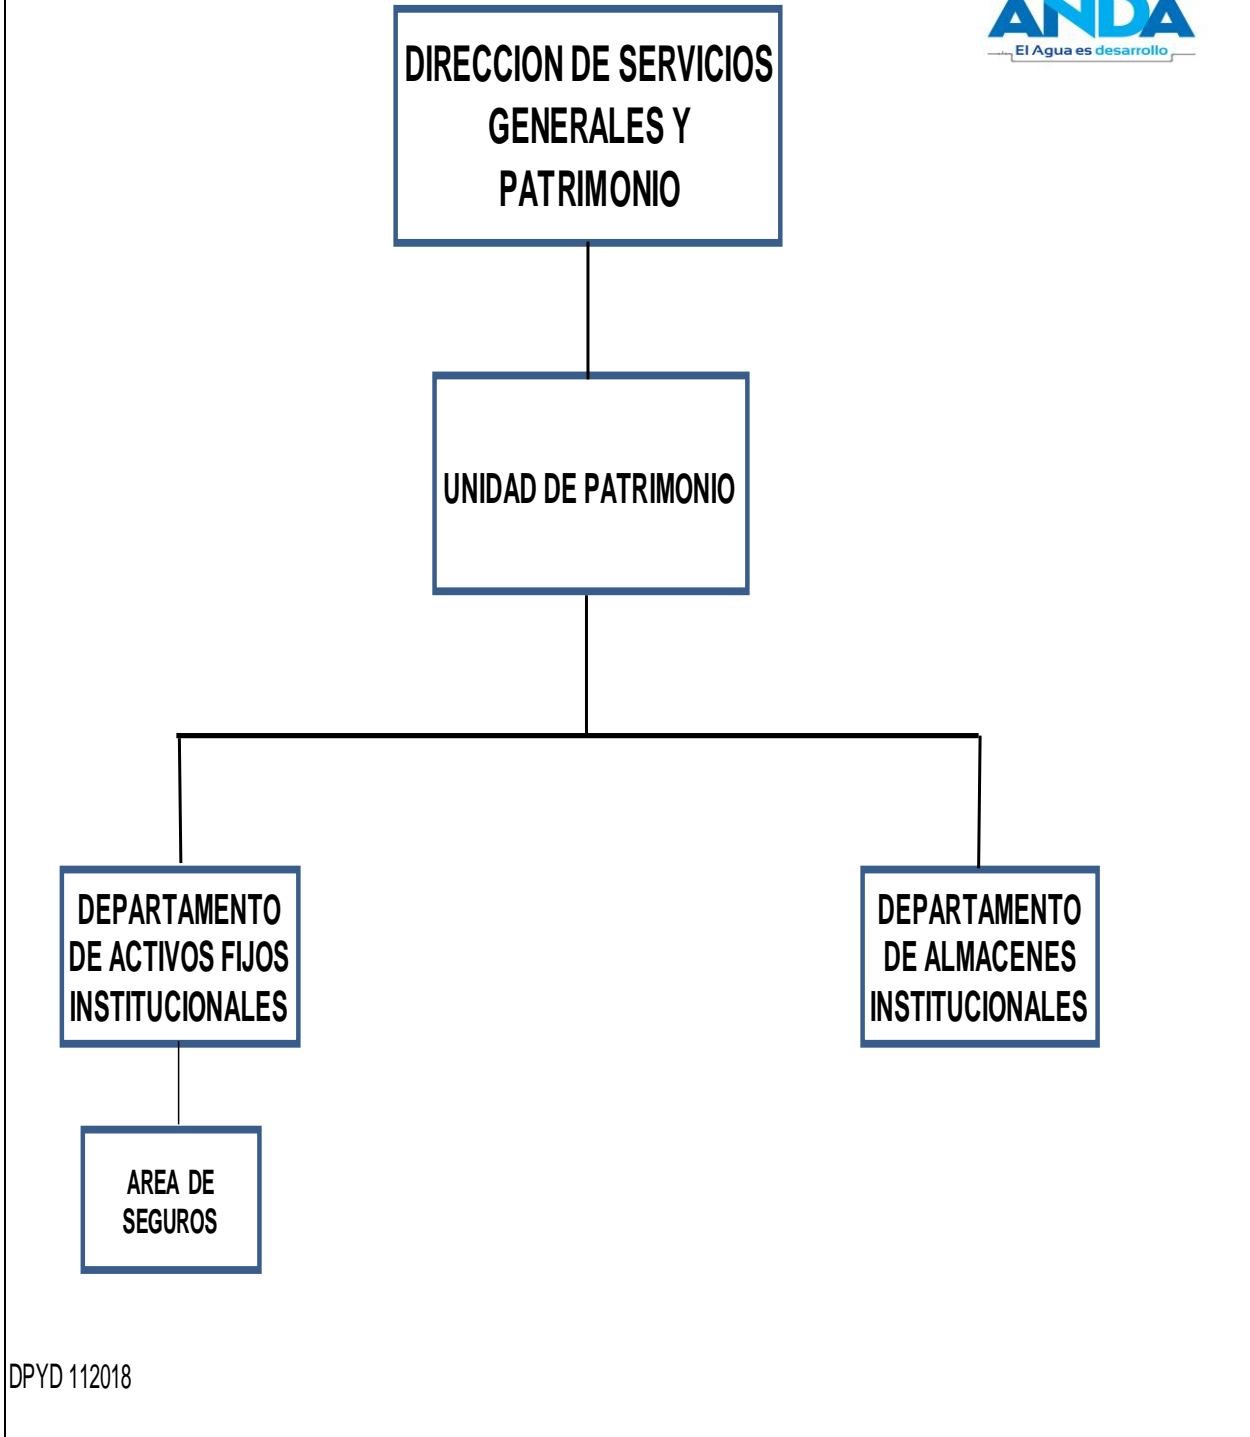 ANDA
El Agua es desarrollo
DIRECCION DE SERVICIOS
GENERALES Y
PATRIMONIO
UNIDAD DE PATRIMONIO
DEPARTAMENTO
DE ACTIVOS FIJOS
INSTITUCIONALES
DEPARTAMENTO
DE ALMACENES
INSTITUCIONALES
AREA DE
SEGUROS
DPYD 112018